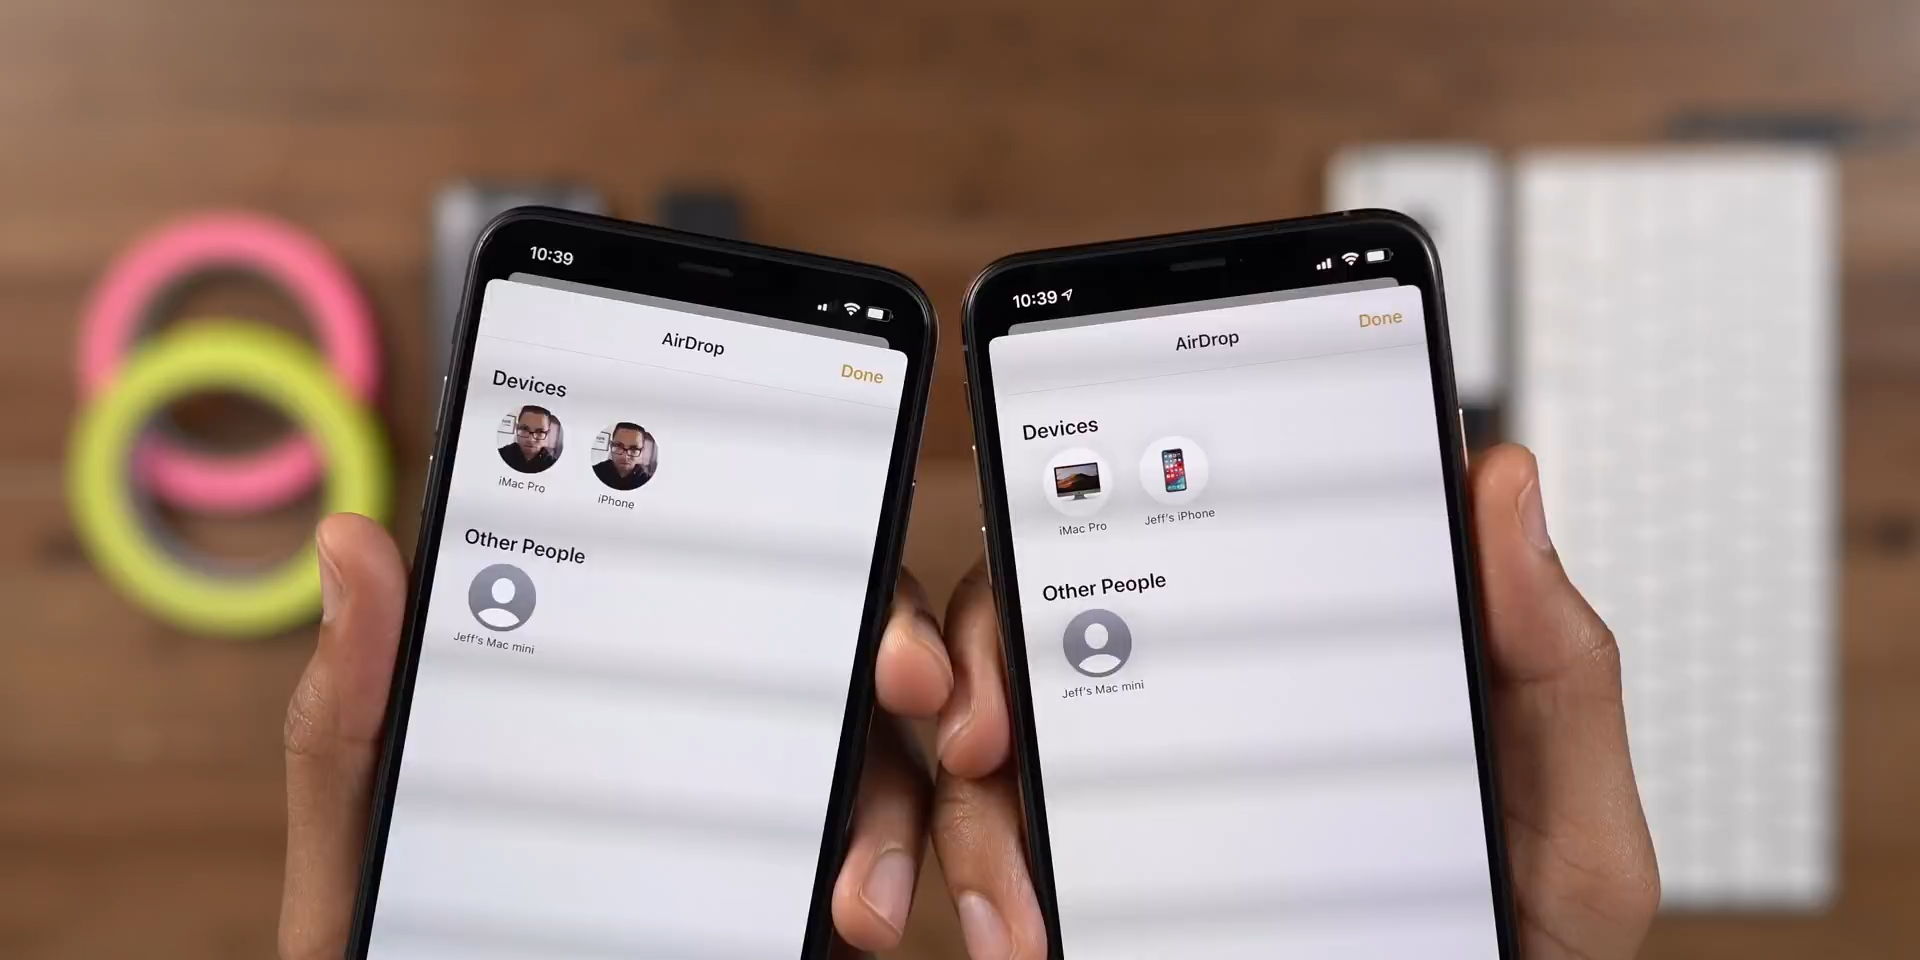 10:39
AirDrop
Done
Devices
iMac Pro
iPhone
Other People
Jeff's Mac mini
10:39
AirDrop
Done
Devices
iMac Pro
Jeff's iPhone
Other People
Jeff's Mac mini